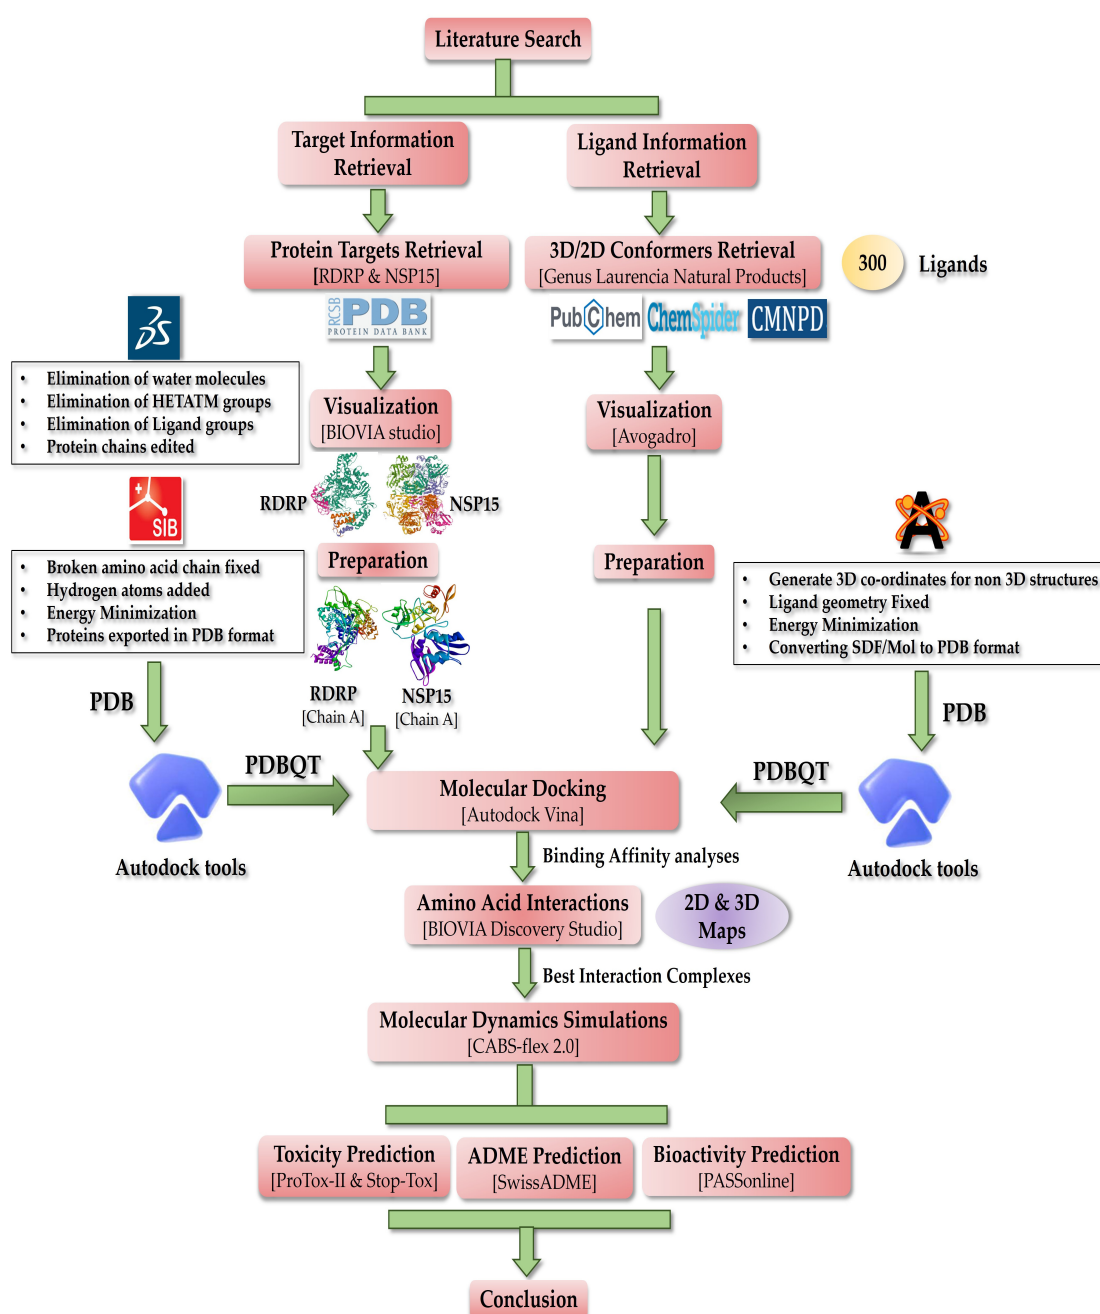 Literature Search
Target Information
Retrieval
Ligand Information
Retrieval
Protein Targets Retrieval
[RDRP & NSP15]
3D/2D Conformers Retrieval
[Genus Laurencia Natural Products]
300
Ligands
RCSB
PDB
PROTEIN DATA BANK
PubChem
ChemSpider
CMNPD
DS
• Elimination of water molecules
• Elimination of HETATM groups
• Elimination of Ligand groups
• Protein chains edited
Visualization
[BIOVIA studio]
Visualization
[Avogadro]
RDRP
NSP15
SIB
• Broken amino acid chain fixed
• Hydrogen atoms added
• Energy Minimization
• Proteins exported in PDB format
Preparation
Preparation
A
• Generate 3D co-ordinates for non 3D structures
• Ligand geometry Fixed
• Energy Minimization
• Converting SDF/Mol to PDB format
RDRP
[Chain A]
NSP15
[Chain A]
PDB
PDB
PDBQT
PDBQT
Autodock tools
Autodock tools
Molecular Docking
[Autodock Vina]
Binding Affinity analyses
Amino Acid Interactions
[BIOVIA Discovery Studio]
2D & 3D
Maps
Best Interaction Complexes
Molecular Dynamics Simulations
[CABS-flex 2.0]
Toxicity Prediction
[ProTox-II & Stop-Tox]
ADME Prediction
[SwissADME]
Bioactivity Prediction
[PASSonline]
Conclusion